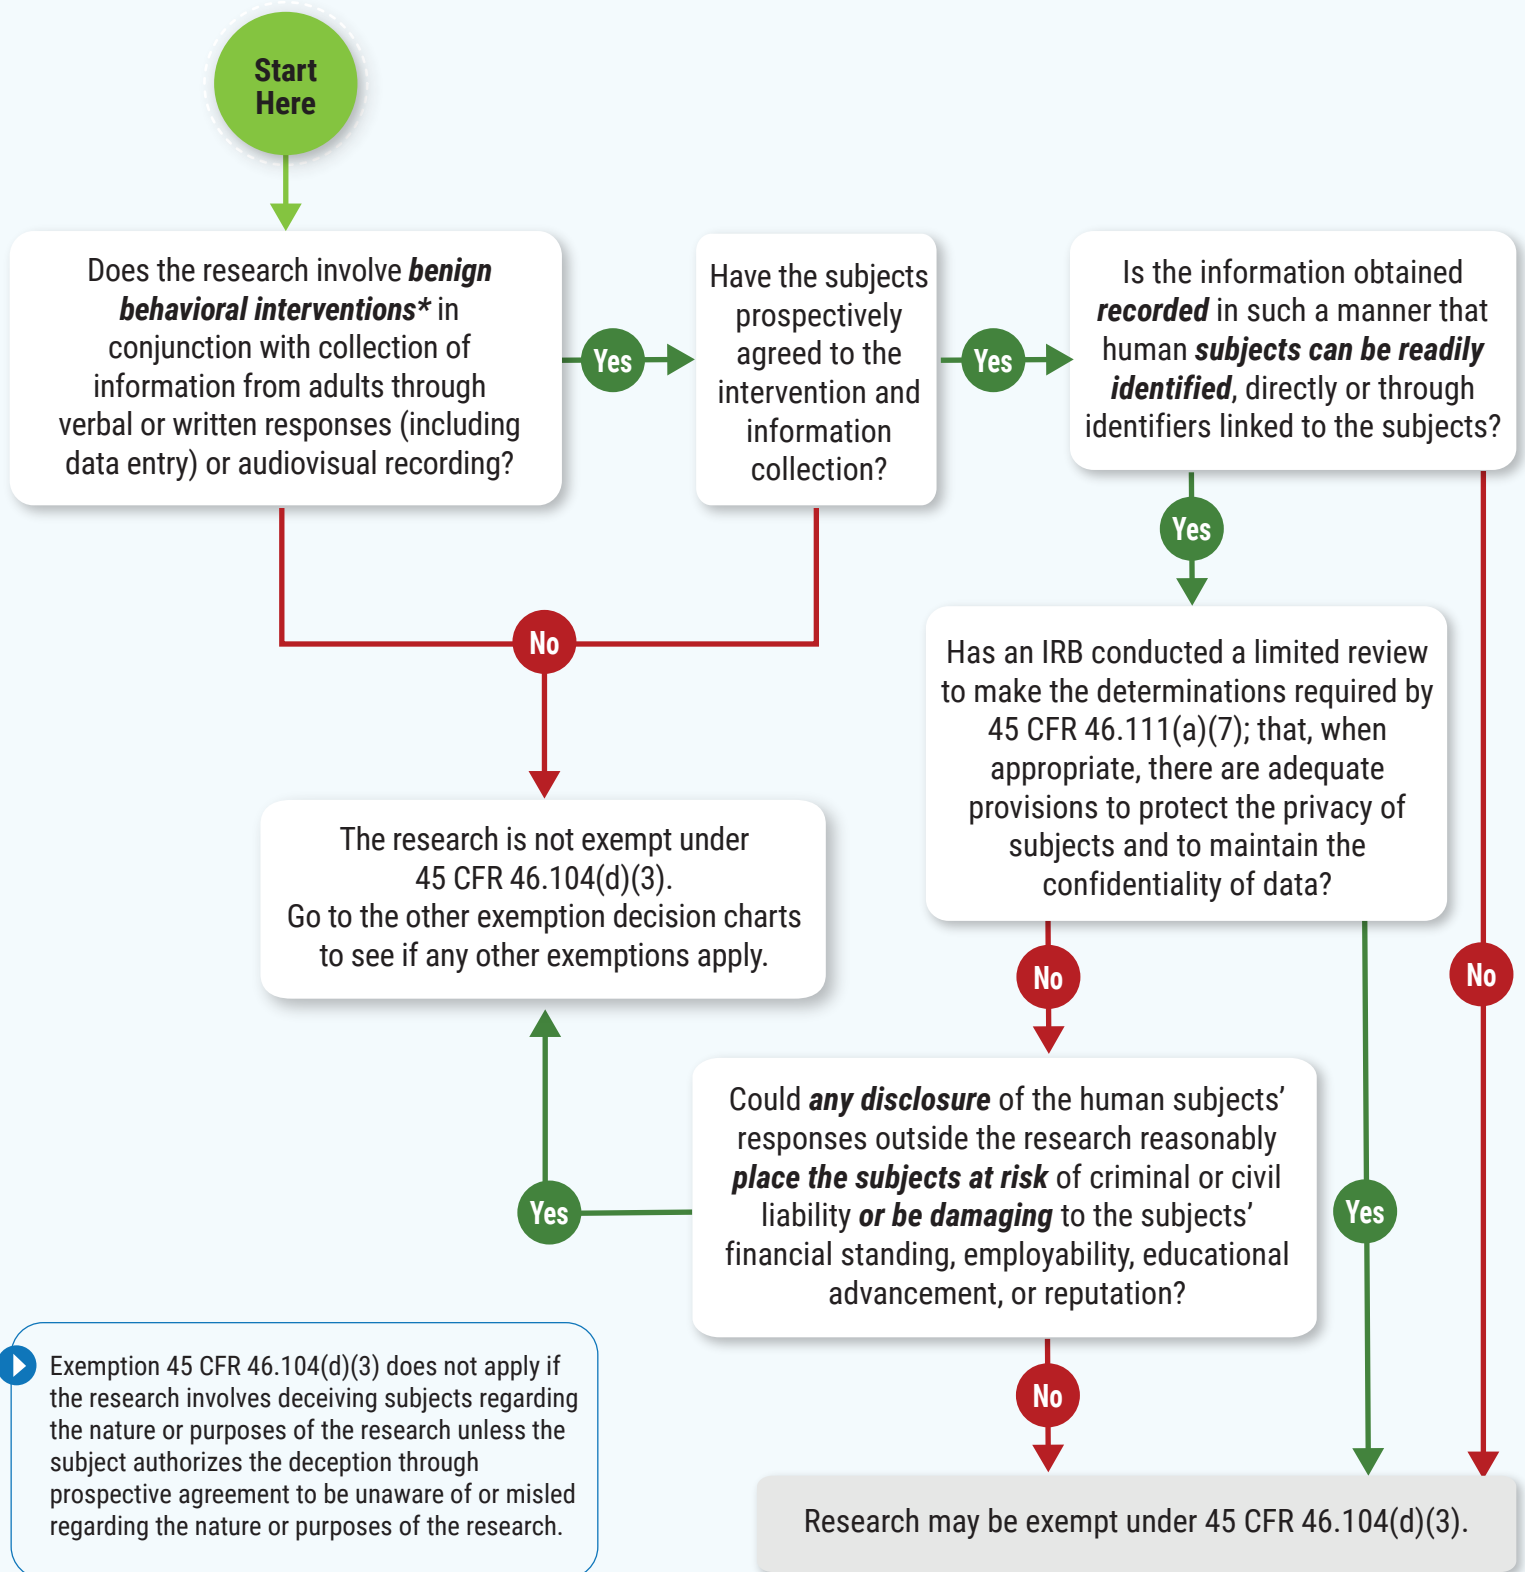 Start
Here
Does the research involve benign
behavioral interventions* in
conjunction with collection of
information from adults through
verbal or written responses (including
data entry) or audiovisual recording?
Yes
Have the subjects
prospectively
agreed to the
intervention and
information
collection?
Yes
Is the information obtained
recorded in such a manner that
human subjects can be readily
identified, directly or through
identifiers linked to the subjects?
Yes
No
Has an IRB conducted a limited review
to make the determinations required by
45 CFR 46.111(a)(7); that, when
appropriate, there are adequate
provisions to protect the privacy of
subjects and to maintain the
confidentiality of data?
The research is not exempt under
45 CFR 46.104(d)(3).
Go to the other exemption decision charts
to see if any other exemptions apply.
No
No
Could any disclosure of the human subjects’
responses outside the research reasonably
place the subjects at risk of criminal or civil
liability or be damaging to the subjects’
financial standing, employability, educational
advancement, or reputation?
Yes
Yes
No
Exemption 45 CFR 46.104(d)(3) does not apply if
the research involves deceiving subjects regarding
the nature or purposes of the research unless the
subject authorizes the deception through
prospective agreement to be unaware of or misled
regarding the nature or purposes of the research.
Research may be exempt under 45 CFR 46.104(d)(3).